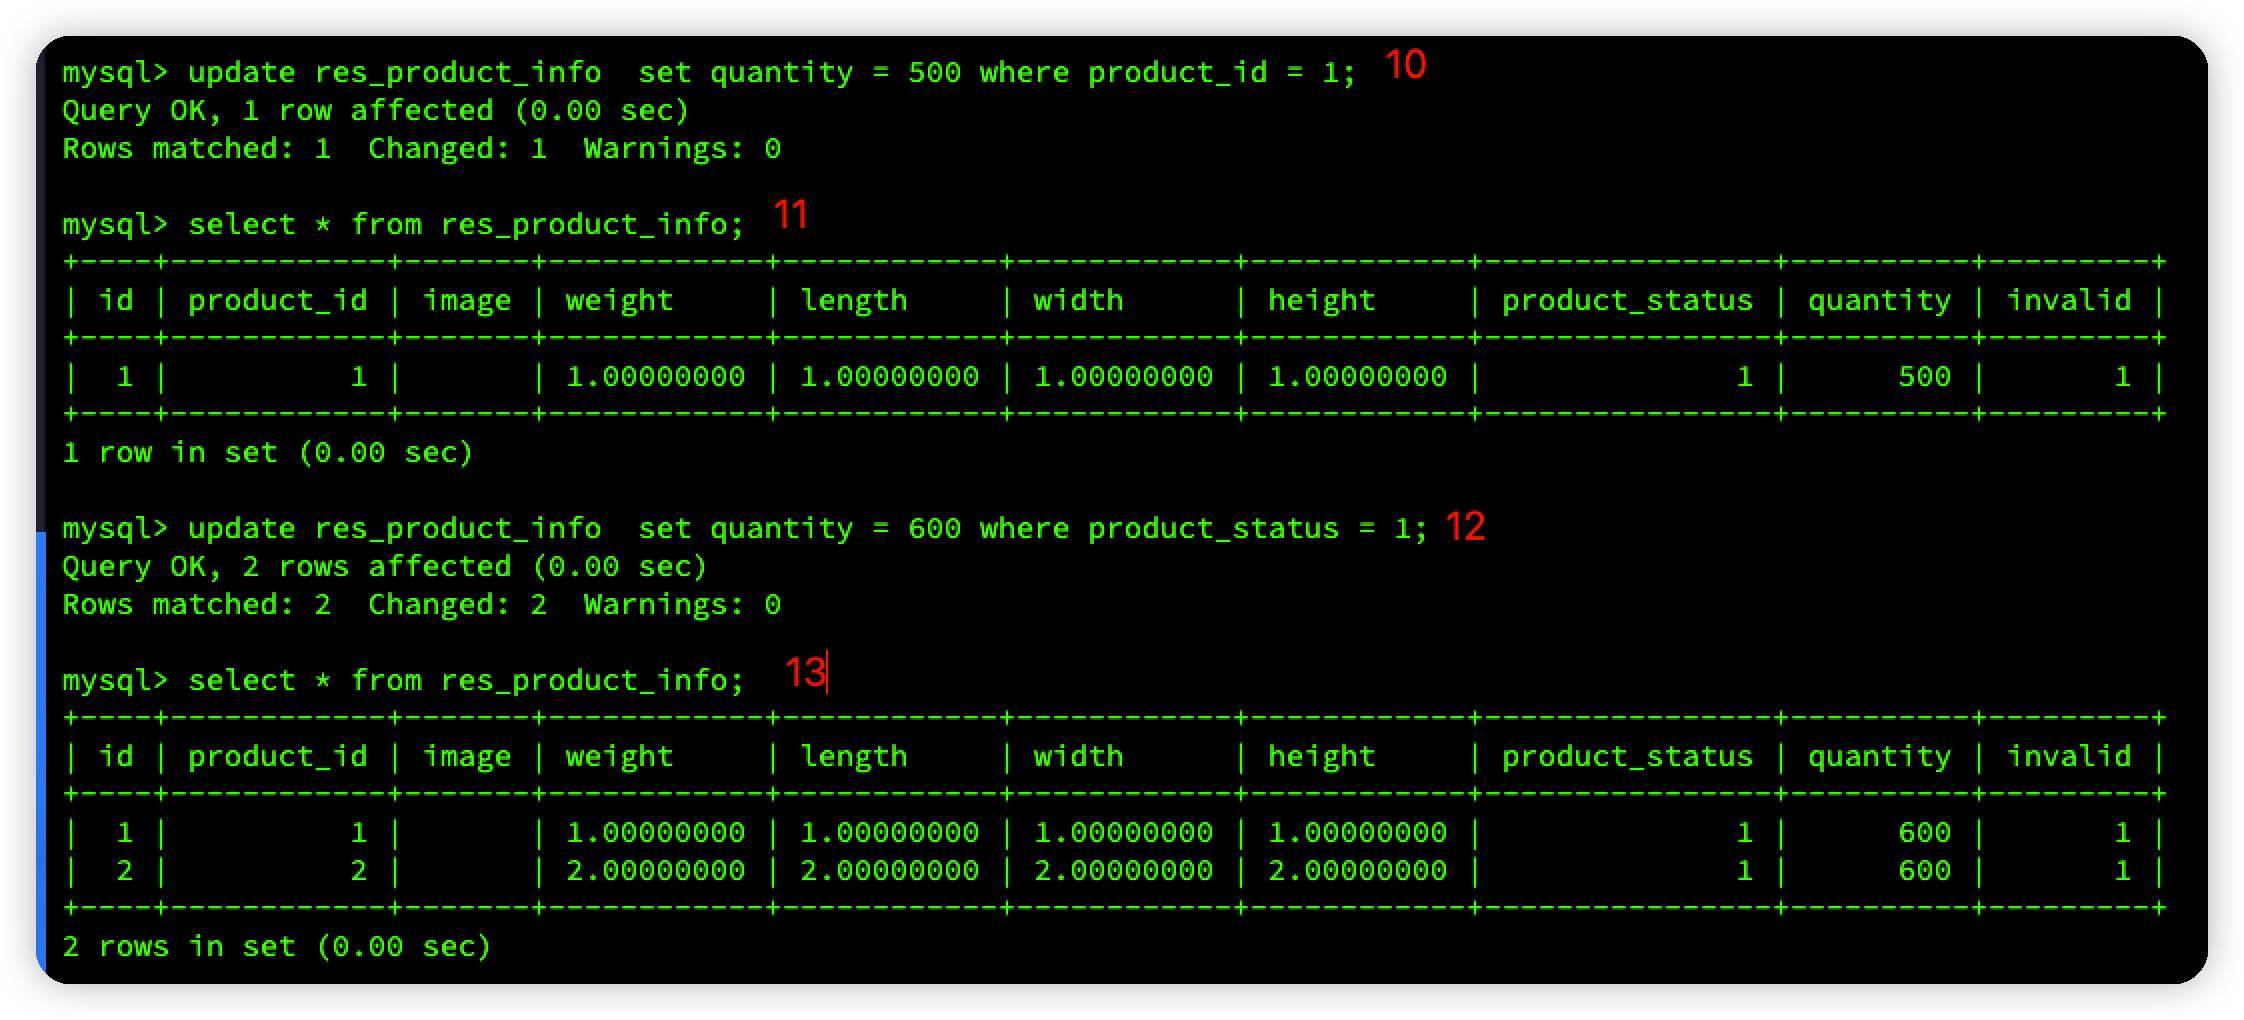 mysql> update res_product_info  set quantity = 500 where product_id = 1; 10
Query OK, 1 row affected (0.00 sec)
Rows matched: 1  Changed: 1  Warnings: 0
mysql> select * from res_product_info; 11
+----+------------+-------+------------+------------+------------+------------+----------------+----------+---------+
| id | product_id | image | weight     | length     | width      | height     | product_status | quantity | invalid |
+----+------------+-------+------------+------------+------------+------------+----------------+----------+---------+
|  1 |          1 |       | 1.00000000 | 1.00000000 | 1.00000000 | 1.00000000 |              1 |      500 |       1 |
+----+------------+-------+------------+------------+------------+------------+----------------+----------+---------+
1 row in set (0.00 sec)
mysql> update res_product_info  set quantity = 600 where product_status = 1; 12
Query OK, 2 rows affected (0.00 sec)
Rows matched: 2  Changed: 2  Warnings: 0
mysql> select * from res_product_info; 13
+----+------------+-------+------------+------------+------------+------------+----------------+----------+---------+
| id | product_id | image | weight     | length     | width      | height     | product_status | quantity | invalid |
+----+------------+-------+------------+------------+------------+------------+----------------+----------+---------+
|  1 |          1 |       | 1.00000000 | 1.00000000 | 1.00000000 | 1.00000000 |              1 |      600 |       1 |
|  2 |          2 |       | 2.00000000 | 2.00000000 | 2.00000000 | 2.00000000 |              1 |      600 |       1 |
+----+------------+-------+------------+------------+------------+------------+----------------+----------+---------+
2 rows in set (0.00 sec)